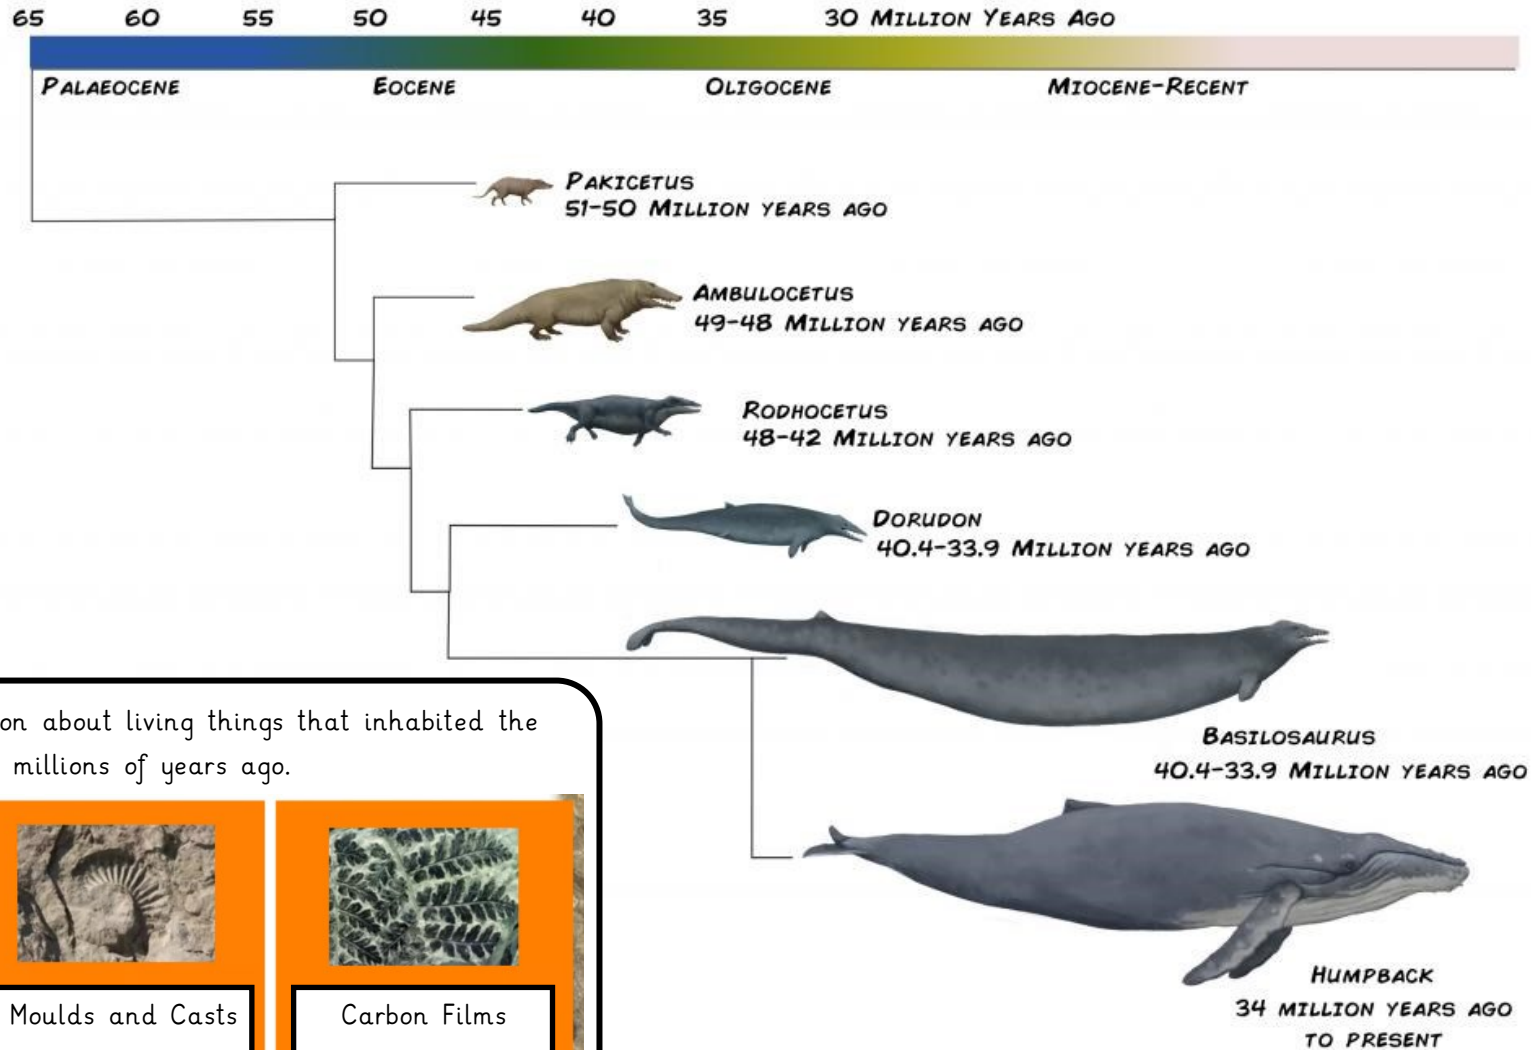 65 60 55 50 45 40 35 30 MILLION YEARS AGO
PALAEOCENE EOCENE OLIGOCENE MIOCENE-RECENT
PAKICETUS
51-50 MILLION YEARS AGO
AMBULOCETUS
49-48 MILLION YEARS AGO
RODHOCETUS
48-42 MILLION YEARS AGO
DORUDON
40.4-33.9 MILLION YEARS AGO
BASILOSAURUS
40.4-33.9 MILLION YEARS AGO
HUMPBACK
34 MILLION YEARS AGO
TO PRESENT
on about living things that inhabited the
millions of years ago.
Moulds and Casts
Carbon Films